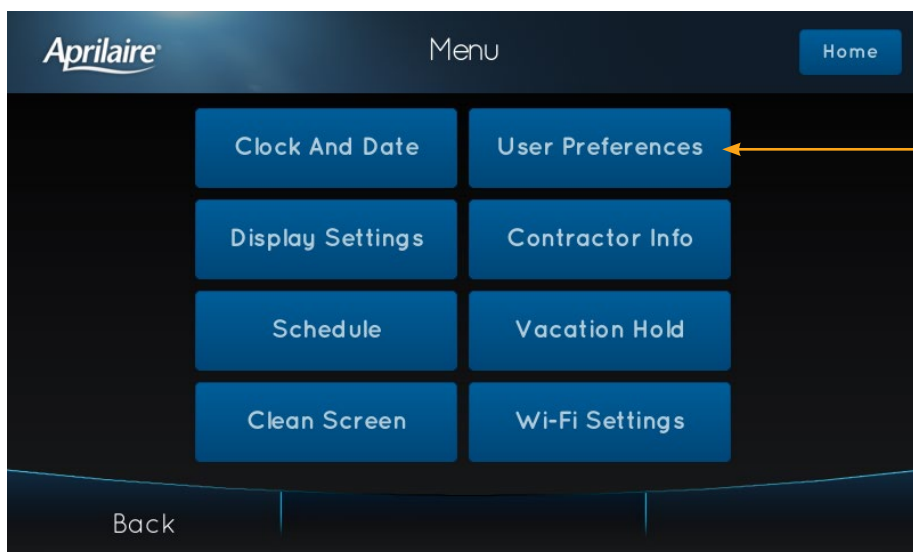 Aprilaire Menu Home
Clock And Date User Preferences
Display Settings Contractor Info
Schedule Vacation Hold
Clean Screen Wi-Fi Settings
Back